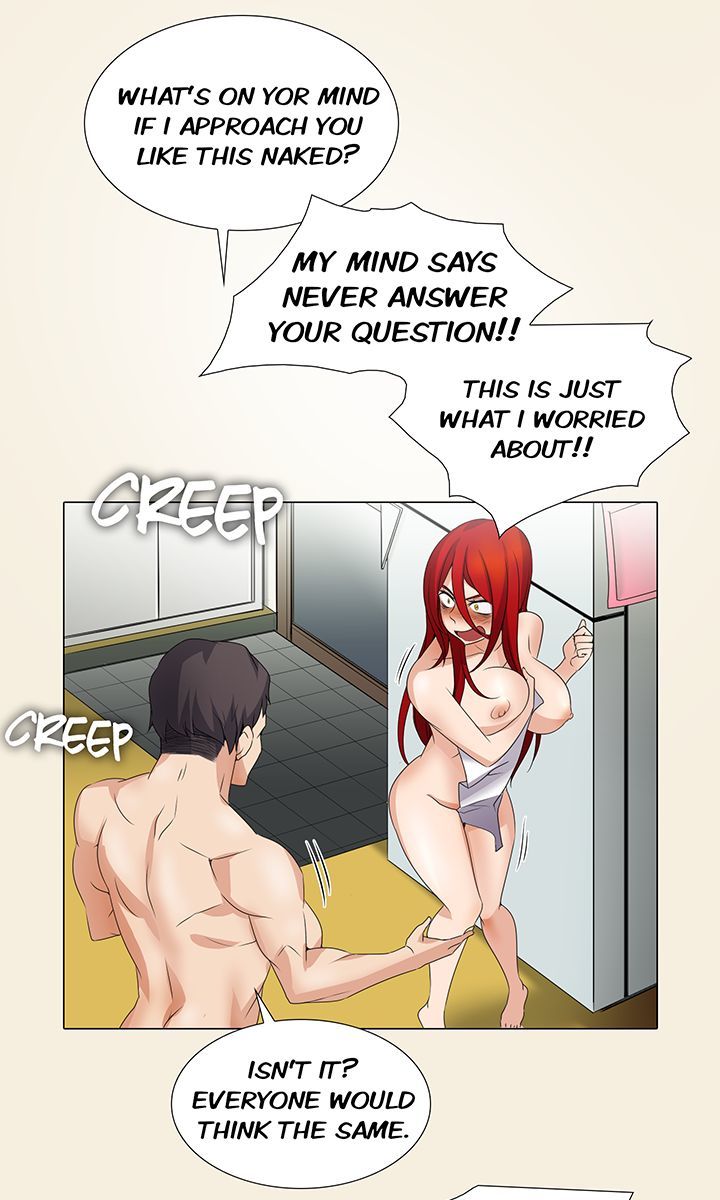 WHAT'S ON YOR MIND
IF I APPROACH YOU
LIKE THIS NAKED?
MY MIND SAYS
NEVER ANSWER
YOUR QUESTION!!
THIS IS JUST
WHAT I WORRIED
ABOUT!!
CREEP
CREEP
ISN'T IT?
EVERYONE WOULD
THINK THE SAME.